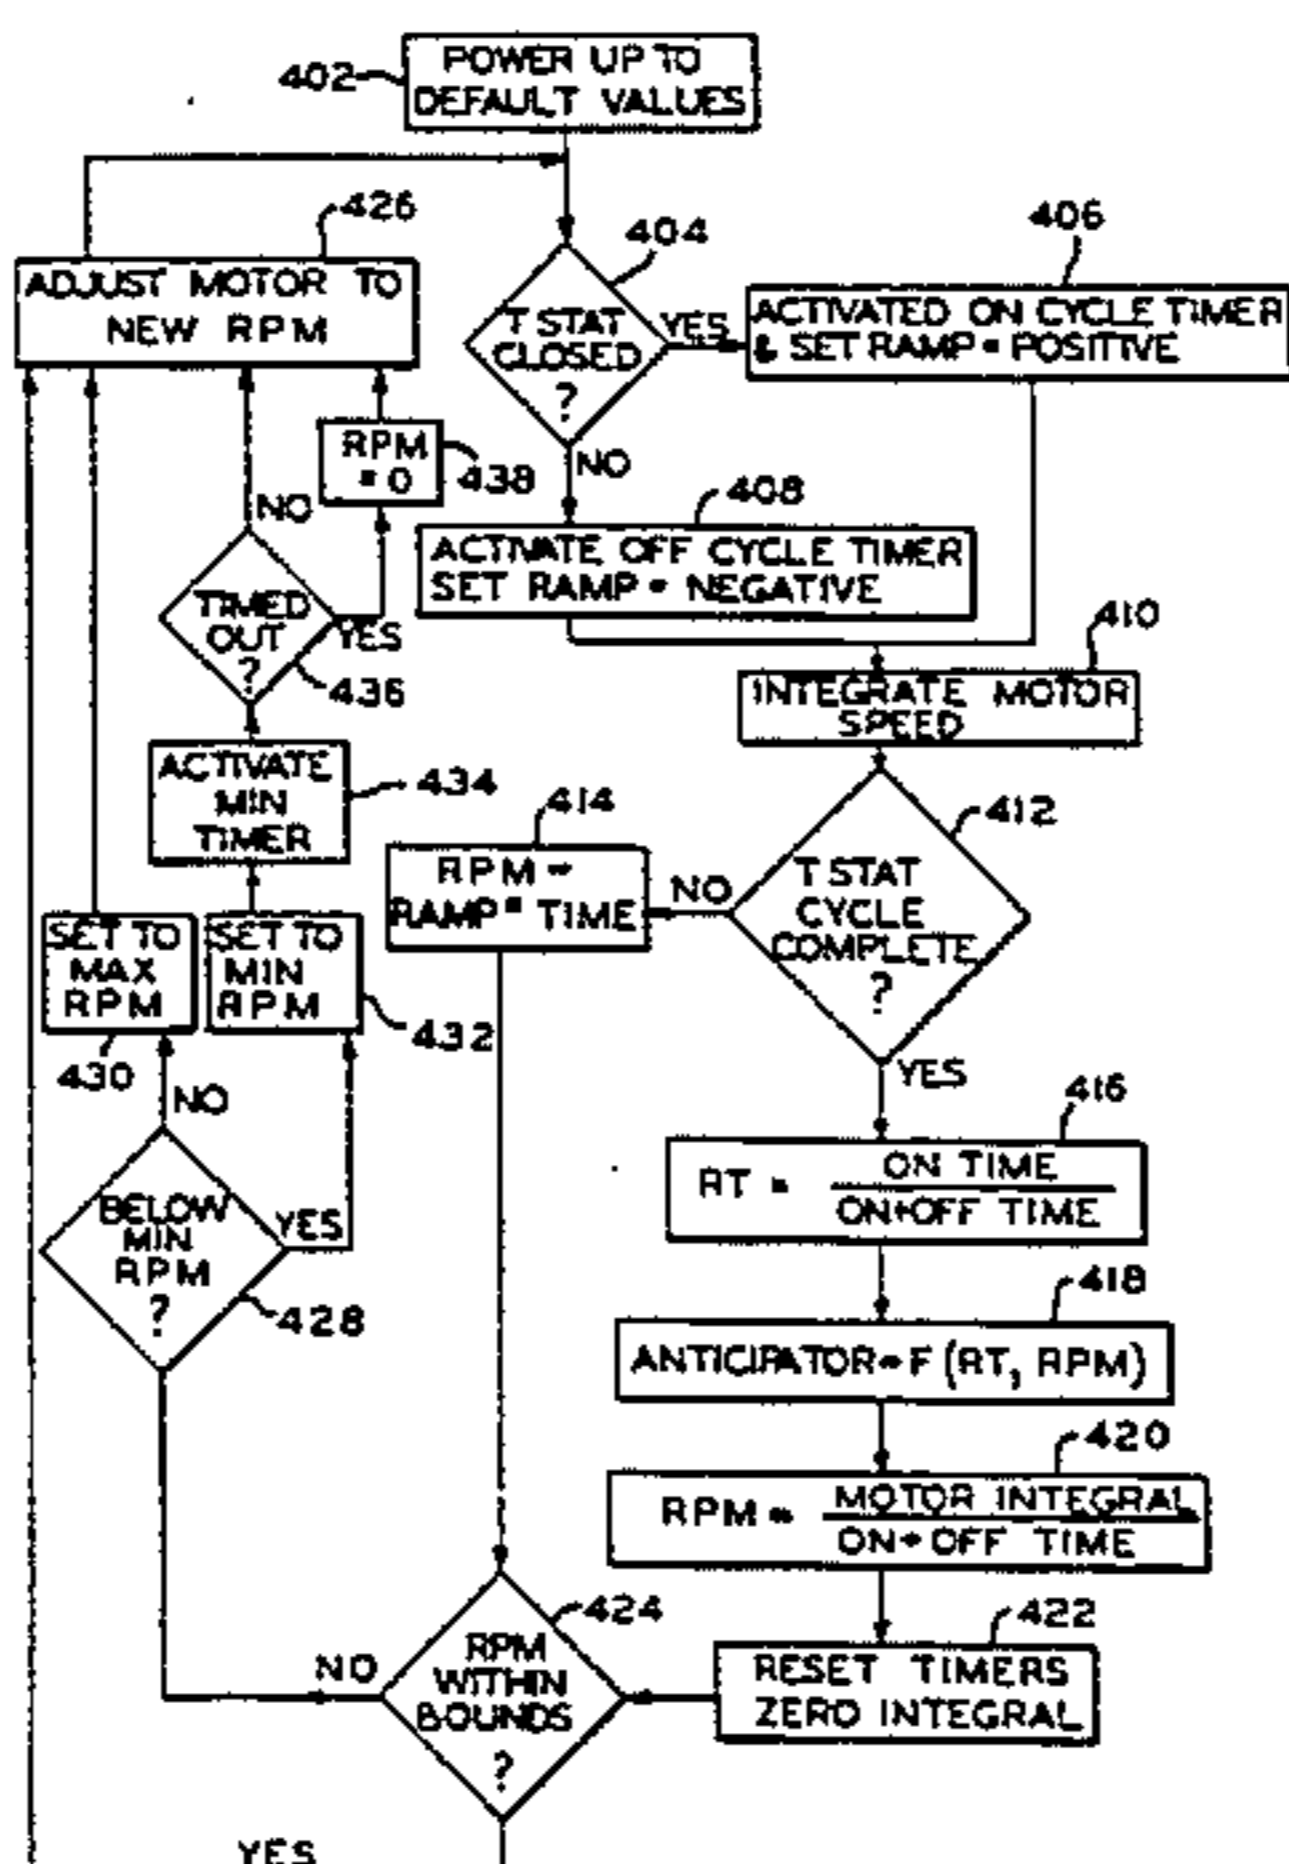 402
POWER UP TO
DEFAULT VALUES
426
ADJUST MOTOR TO
NEW RPM
404
T STAT
CLOSED
?
YES
NO
406
ACTIVATED ON CYCLE TIMER
& SET RAMP = POSITIVE
RPM
= 0
438
408
ACTIVATE OFF CYCLE TIMER
SET RAMP = NEGATIVE
NO
TIMED
OUT
?
YES
436
410
INTEGRATE MOTOR
SPEED
ACTIVATE
MIN
TIMER
434
414
RPM =
RAMP * TIME
NO
412
T STAT
CYCLE
COMPLETE
?
YES
SET TO
MAX
RPM
430
SET TO
MIN
RPM
432
NO
416
RT =
ON TIME
ON+OFF TIME
BELOW
MIN
RPM
?
YES
428
418
ANTICIPATOR = F (RT, RPM)
420
RPM =
MOTOR INTEGRAL
ON + OFF TIME
424
RPM
WITHIN
BOUNDS
?
NO
422
RESET TIMERS
ZERO INTEGRAL
YES